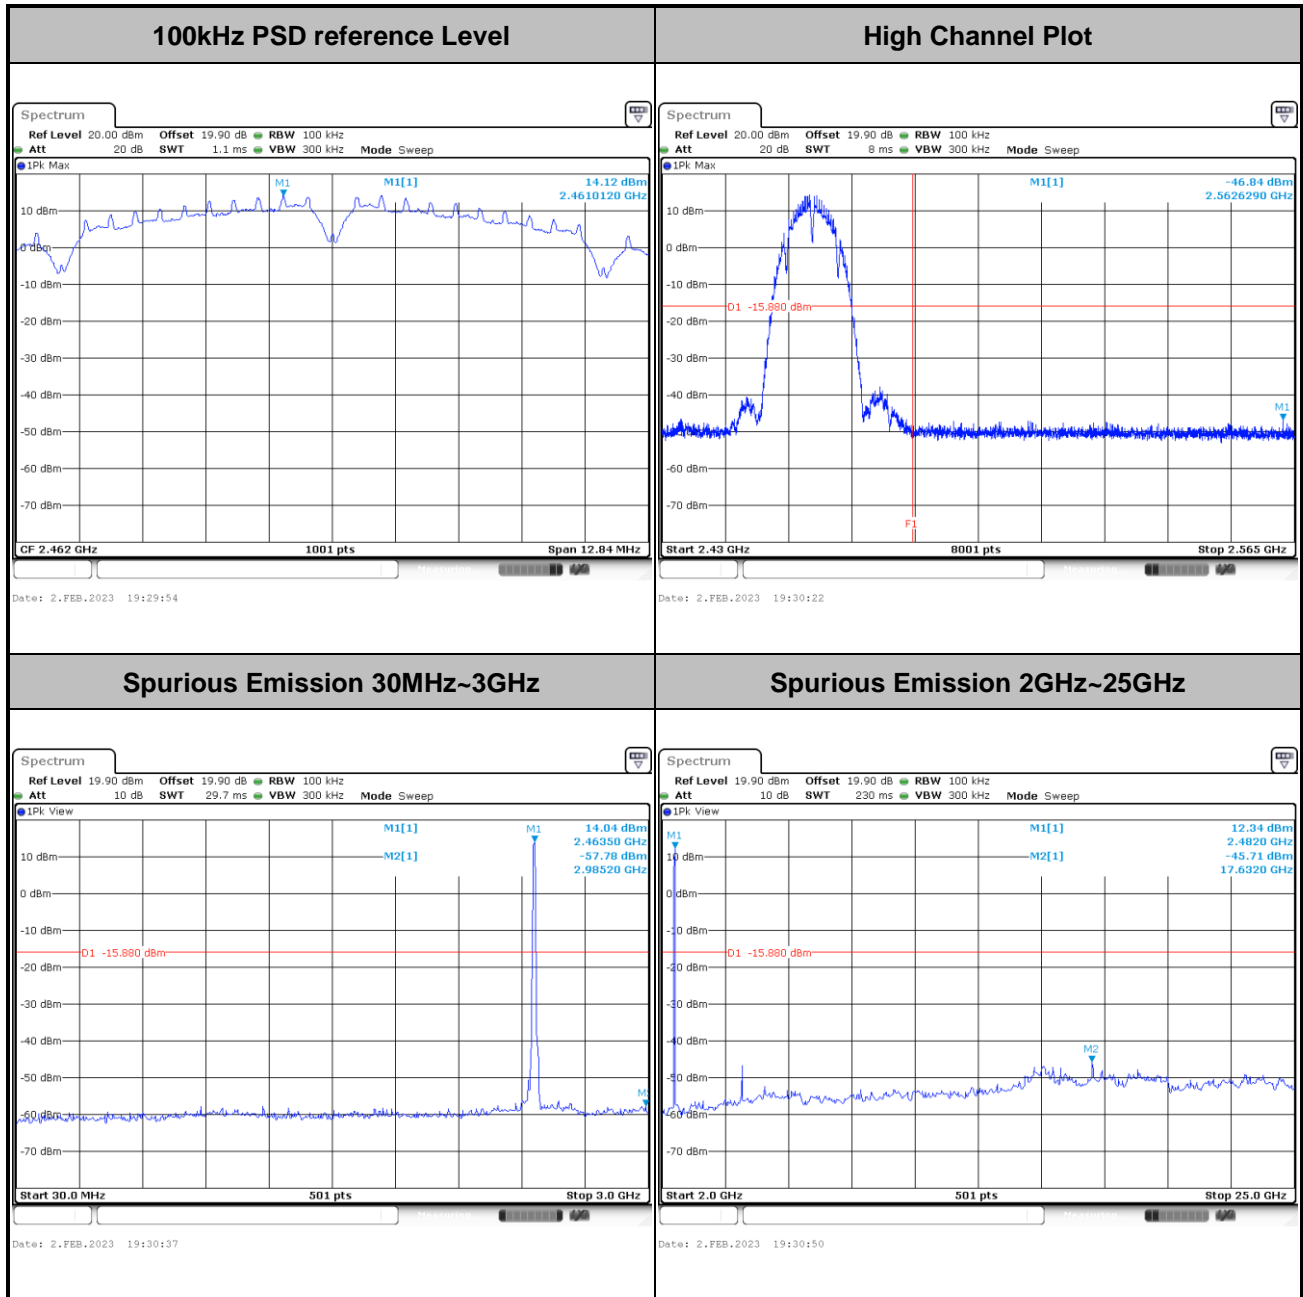 100kHz PSD reference Level
High Channel Plot
Spectrum
Ref Level 20.00 dBm Offset 19.90 dB RBW 100 kHz
Att 20 dB SWT 1.1 ms VBW 300 kHz Mode Sweep
1Pk Max
M1[1] 14.12 dBm
2.4610120 GHz
M1
10 dBm
0 dBm
-10 dBm
-20 dBm
-30 dBm
-40 dBm
-50 dBm
-60 dBm
-70 dBm
CF 2.462 GHz 1001 pts Span 12.84 MHz
Date: 2.FEB.2023 19:29:54
Spectrum
Ref Level 20.00 dBm Offset 19.90 dB RBW 100 kHz
Att 20 dB SWT 8 ms VBW 300 kHz Mode Sweep
1Pk Max
M1[1] -46.84 dBm
2.5626290 GHz
10 dBm
0 dBm
-10 dBm
D1 -15.880 dBm
-20 dBm
-30 dBm
-40 dBm
M1
-50 dBm
-60 dBm
-70 dBm
F1
Start 2.43 GHz 8001 pts Stop 2.565 GHz
Date: 2.FEB.2023 19:30:22
Spurious Emission 30MHz~3GHz
Spurious Emission 2GHz~25GHz
Spectrum
Ref Level 19.90 dBm Offset 19.90 dB RBW 100 kHz
Att 10 dB SWT 29.7 ms VBW 300 kHz Mode Sweep
1Pk View
M1[1] M1 14.04 dBm
2.46350 GHz
M2[1] -57.78 dBm
2.98520 GHz
10 dBm
0 dBm
-10 dBm
D1 -15.880 dBm
-20 dBm
-30 dBm
-40 dBm
-50 dBm
-60 dBm
-70 dBm
Start 30.0 MHz 501 pts Stop 3.0 GHz
Measuring
Date: 2.FEB.2023 19:30:37
Spectrum
Ref Level 19.90 dBm Offset 19.90 dB RBW 100 kHz
Att 10 dB SWT 230 ms VBW 300 kHz Mode Sweep
1Pk View
M1 M1[1] 12.34 dBm
2.4820 GHz
M2[1] -45.71 dBm
17.6320 GHz
10 dBm
0 dBm
-10 dBm
D1 -15.880 dBm
-20 dBm
-30 dBm
-40 dBm
M2
-50 dBm
-60 dBm
-70 dBm
Start 2.0 GHz 501 pts Stop 25.0 GHz
Date: 2.FEB.2023 19:30:50